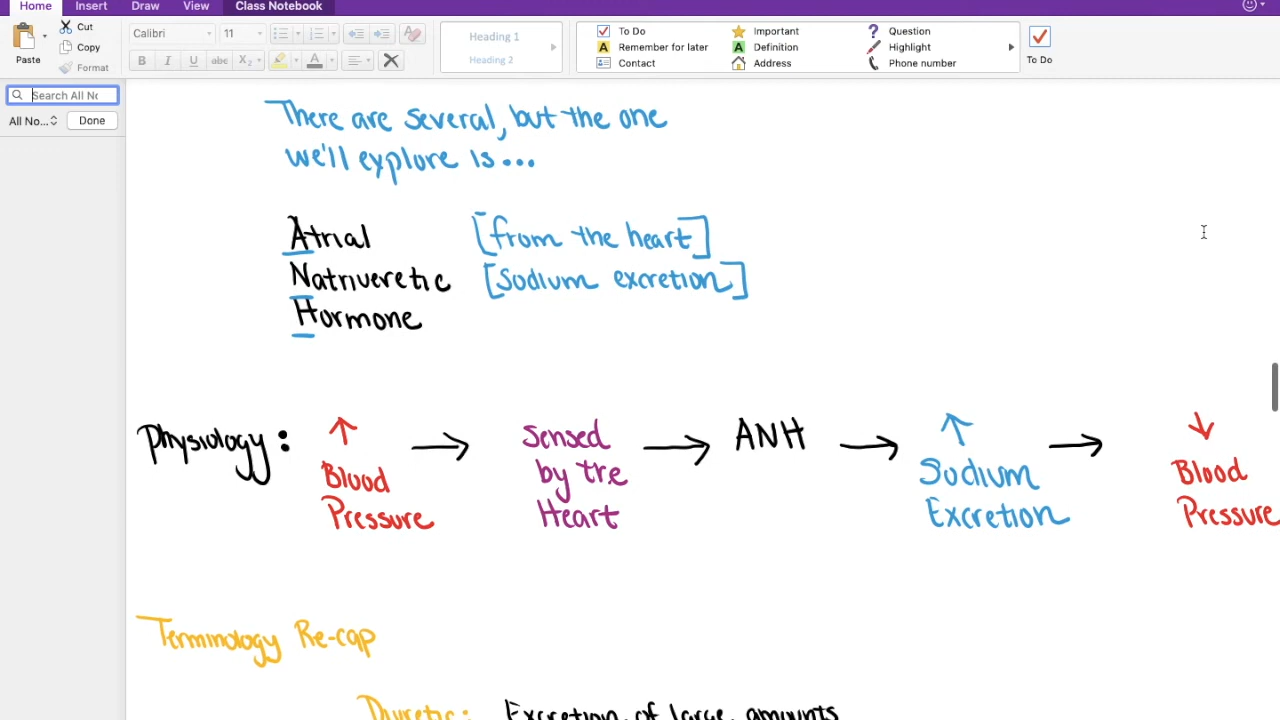 Home Insert Draw View Class Notebook
Paste Cut Copy Format
Calibri 11
B I U abc X2 A
Heading 1
Heading 2
To Do Important Question
Remember for later Definition Highlight
Contact Address Phone number
To Do
Search All No
All No... Done
There are several, but the one
we'll explore is...
Atrial [from the heart]
Natriueretic [Sodium excretion]
Hormone
Physiology: ↑ Blood Pressure → Sensed by the Heart → ANH → ↑ Sodium Excretion → ↓ Blood Pressure
Terminology Re-cap
Diuretic: Excretion of large amounts